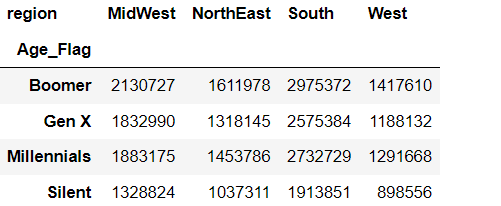 region MidWest NorthEast South West
Age_Flag
Boomer 2130727 1611978 2975372 1417610
Gen X 1832990 1318145 2575384 1188132
Millennials 1883175 1453786 2732729 1291668
Silent 1328824 1037311 1913851 898556